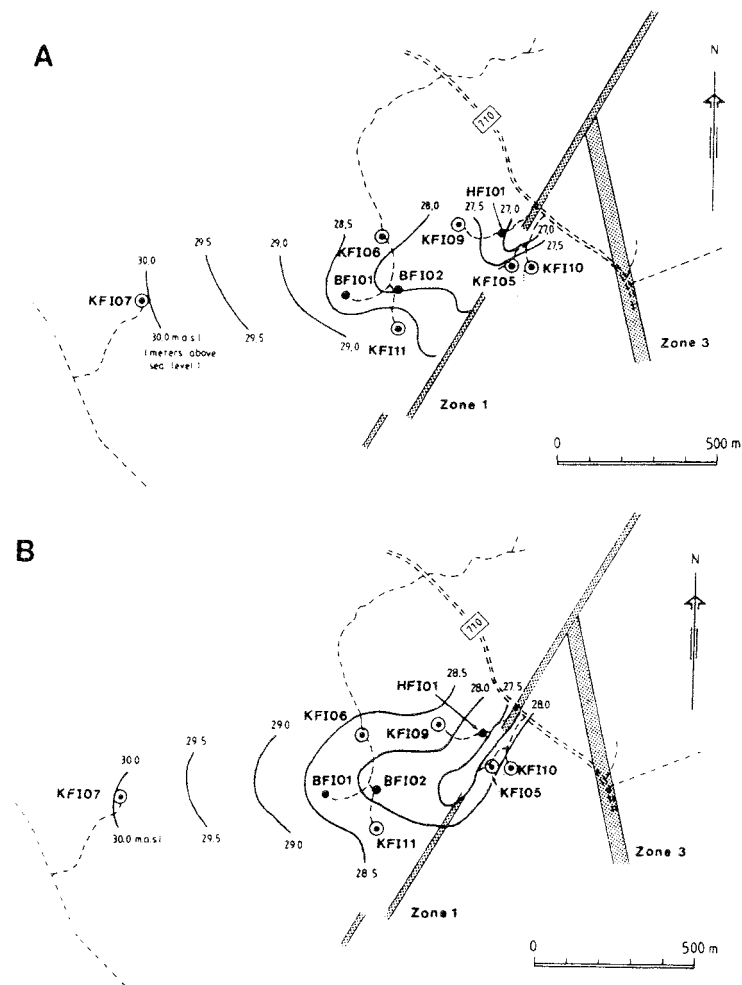 A
N
710
HFI01
27,5
27,0
28,0
28,5
KFI09
27,0
27,5
KFI06
29,0
29,5
30,0
BFI01
BFI02
KFI05
KFI10
KFI07
KFI11
30.0 m a.s.l
(meters above
sea level)
29.5
29,0
Zone 3
Zone 1
0
500 m
B
N
710
28.5
HFI01
28.0
27.5
28.0
KFI06
KFI09
29.0
29.5
30.0
KFI10
KFI07
BFI01
BFI02
KFI05
30.0 m a.s.l
29.5
29.0
KFI11
28.5
Zone 3
Zone 1
0
500 m